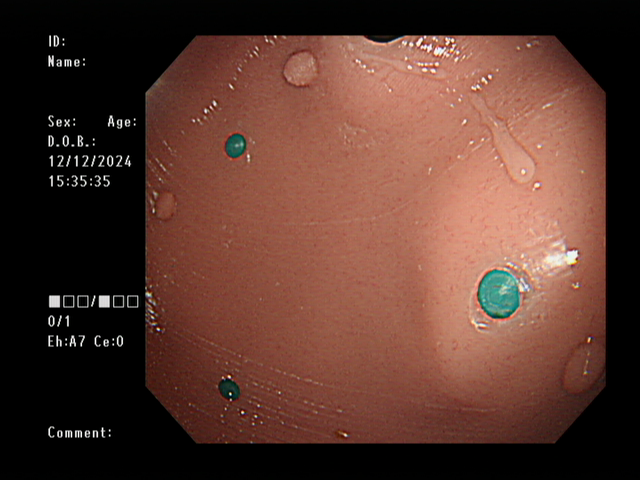 ID:
Name:
Sex: Age:
D.O.B.:
12/12/2024
15:35:35
■□□/■□□
0/1
Eh:A7 Ce:0
Comment: